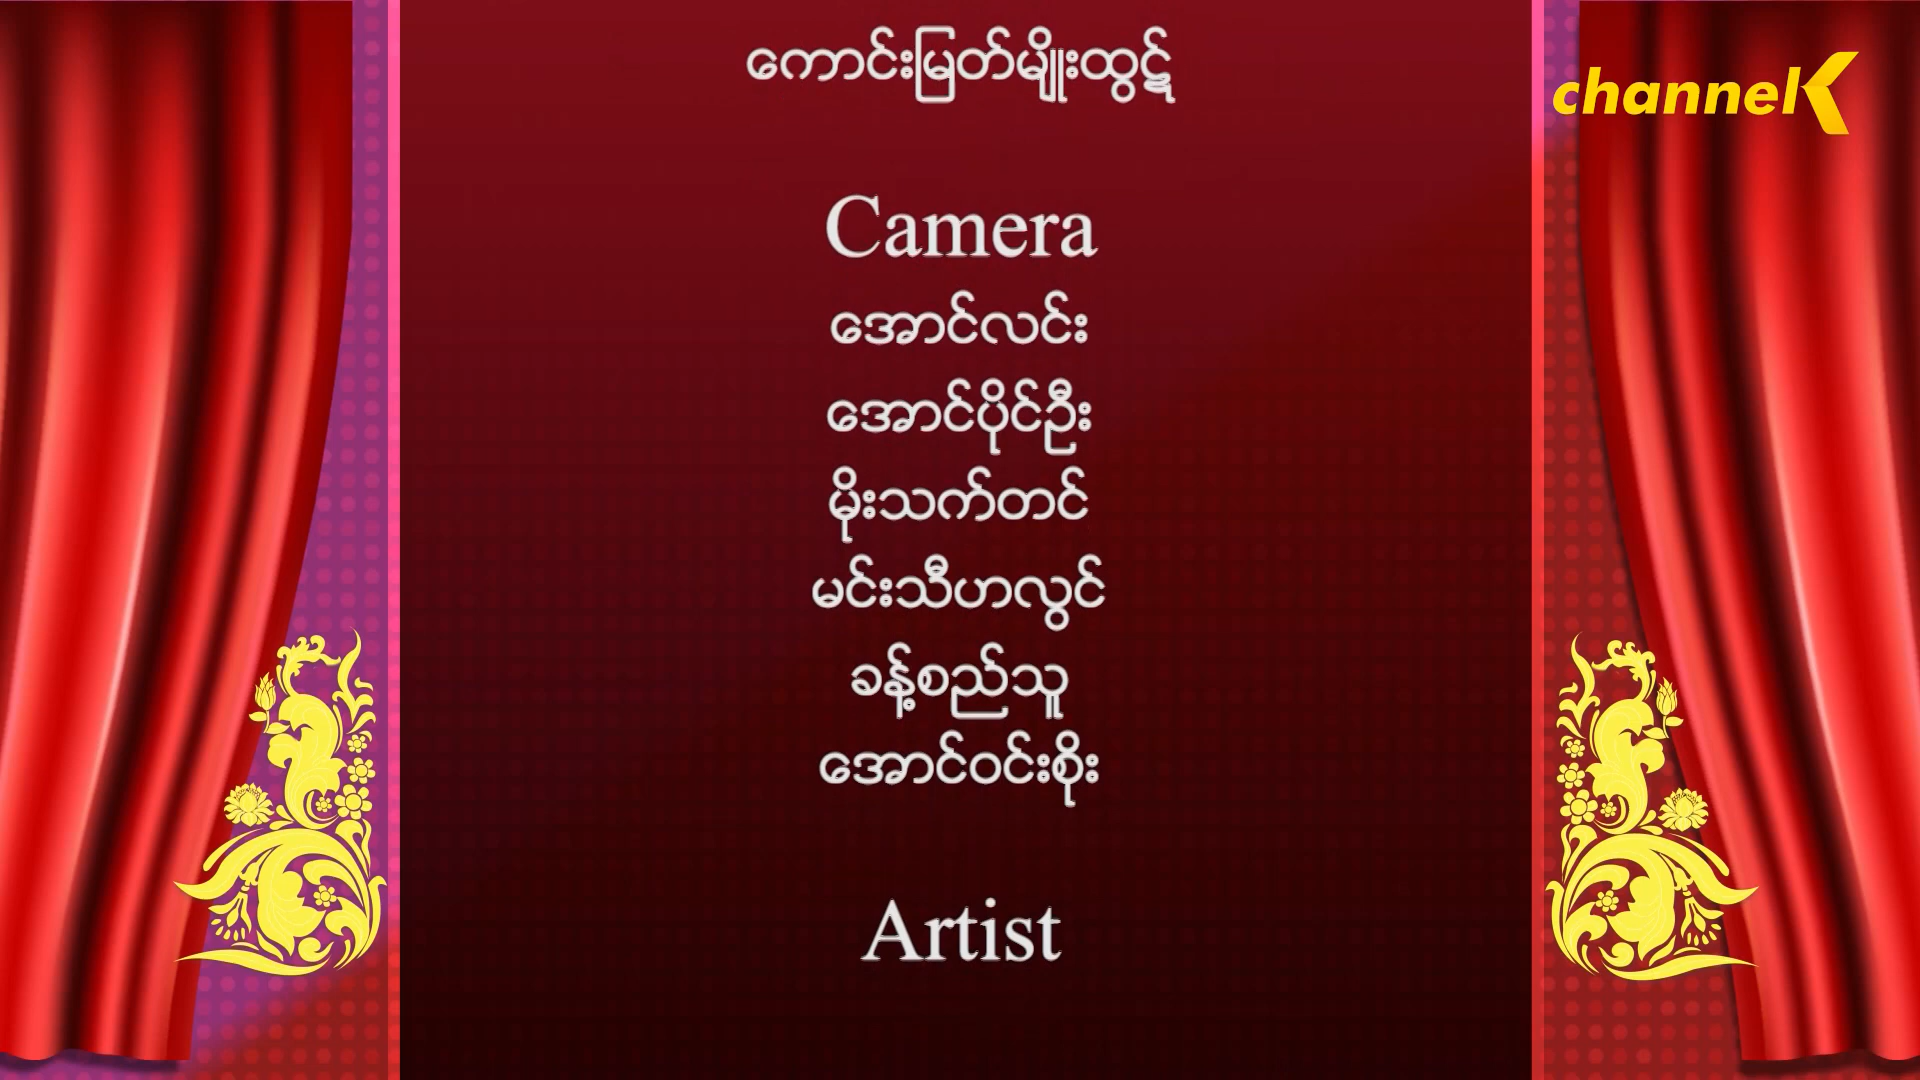 ကောင်းမြတ်မျိုးထွဋ်
channelK
Camera
အောင်လင်း
အောင်ပိုင်ဦး
မိုးသက်တင်
မင်းသီဟလွင်
ခန့်စည်သူ
အောင်ဝင်းစိုး
Artist